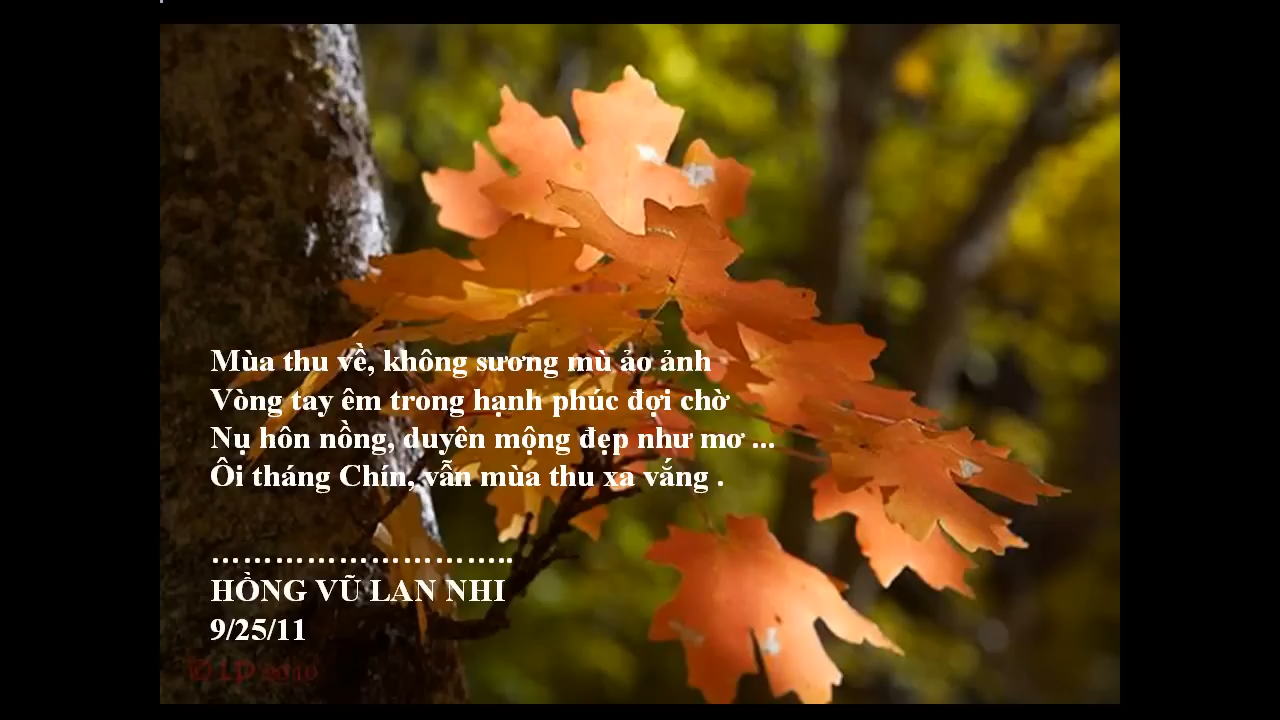 Mùa thu về, không sương mù ảo ảnh
Vòng tay êm trong hạnh phúc đợi chờ
Nụ hôn nồng, duyên mộng đẹp như mơ ...
Ôi tháng Chín, vẫn mùa thu xa vắng .
………………………..
HỒNG VŨ LAN NHI
9/25/11
LD 2010